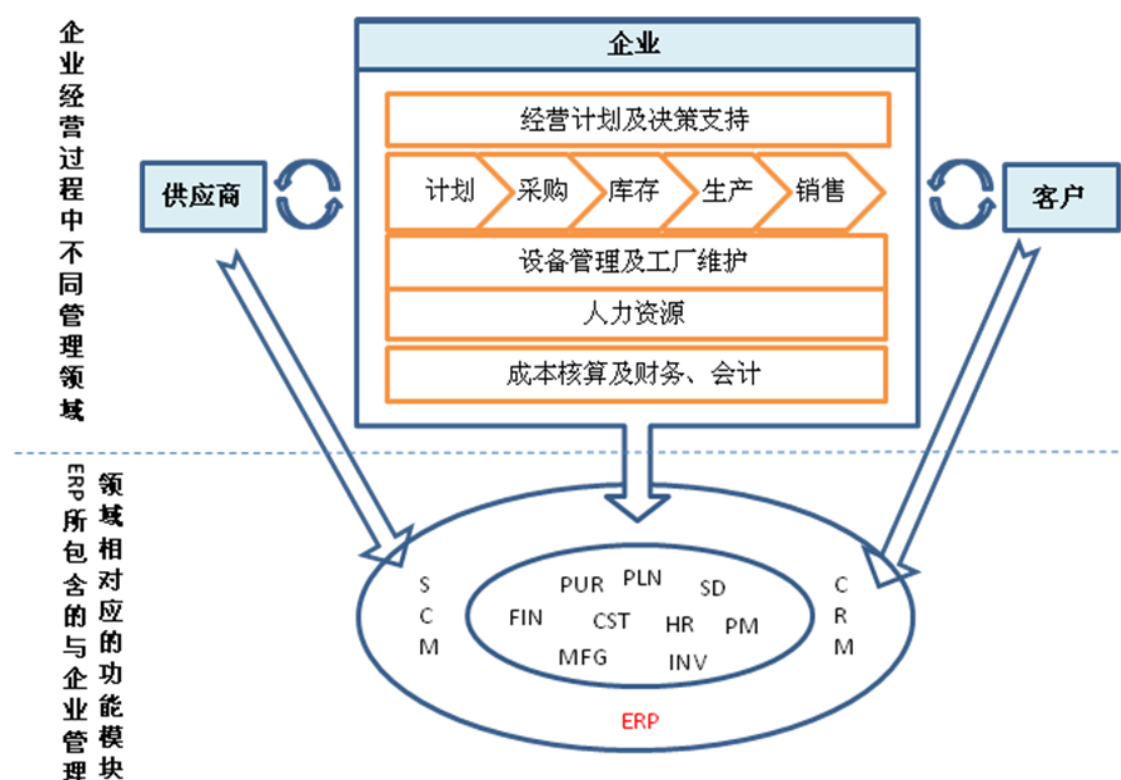 企业经营过程中不同管理领域
企业
经营计划及决策支持
供应商
计划
采购
库存
生产
销售
客户
设备管理及工厂维护
人力资源
成本核算及财务、会计
ERP所包含的与企业管理
领域相对应的功能模块
SCM
PUR
PLN
SD
FIN
CST
HR
PM
MFG
INV
CRM
ERP